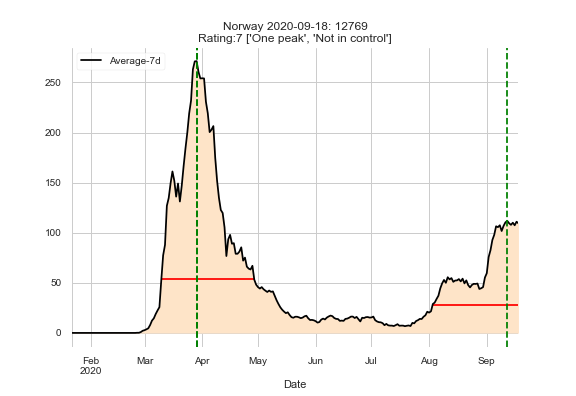 Norway 2020-09-18: 12769
Rating:7 ['One peak', 'Not in control']
Average-7d
250
200
150
100
50
0
Feb Mar Apr May Jun Jul Aug Sep
2020
Date